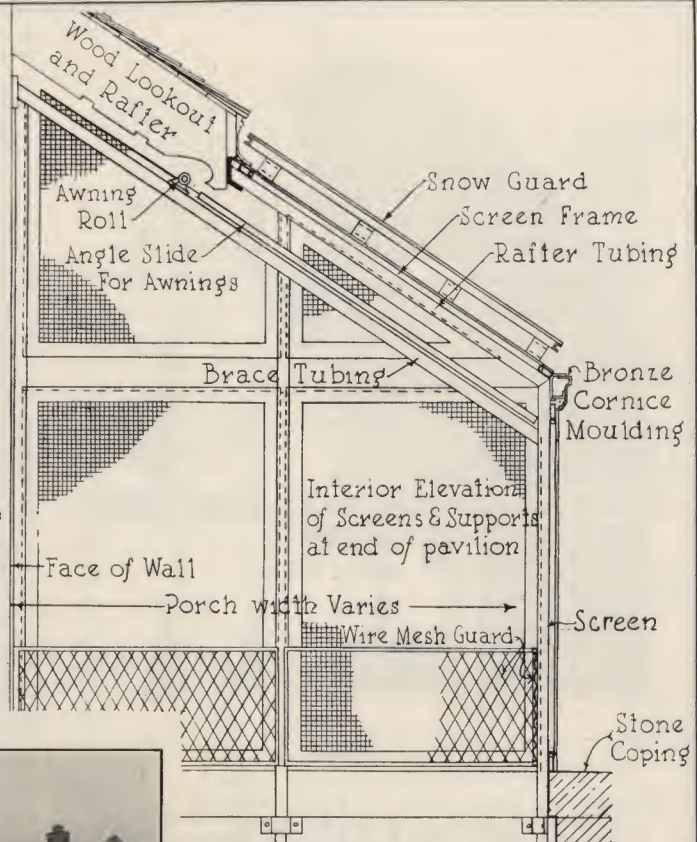 Wood Lookout
and Rafter
Awning
Roll
Angle Slide
For Awnings
Snow Guard
Screen Frame
Rafter Tubing
Brace Tubing
Bronze
Cornice
Moulding
Interior Elevation
of Screens & Supports
at end of pavilion
Face of Wall
Porch width Varies
Wire Mesh Guard
Screen
Stone
Coping